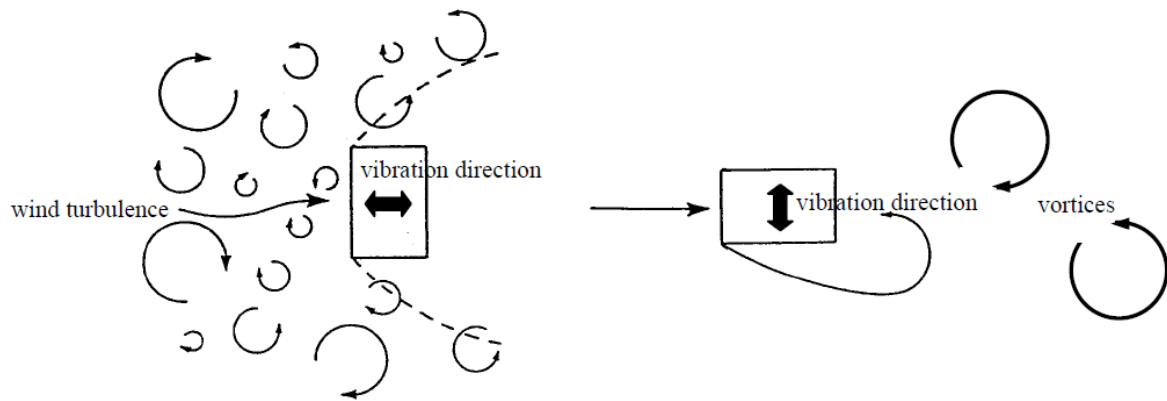 vibration direction
wind turbulence
vibration direction
vortices